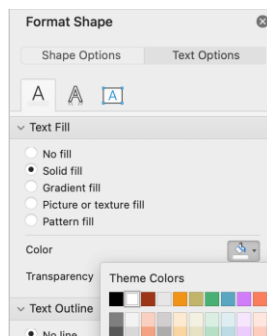 Format Shape
Shape Options Text Options
A A A
Text Fill
No fill
Solid fill
Gradient fill
Picture or texture fill
Pattern fill
Color
Transparency
Theme Colors
Text Outline
No line